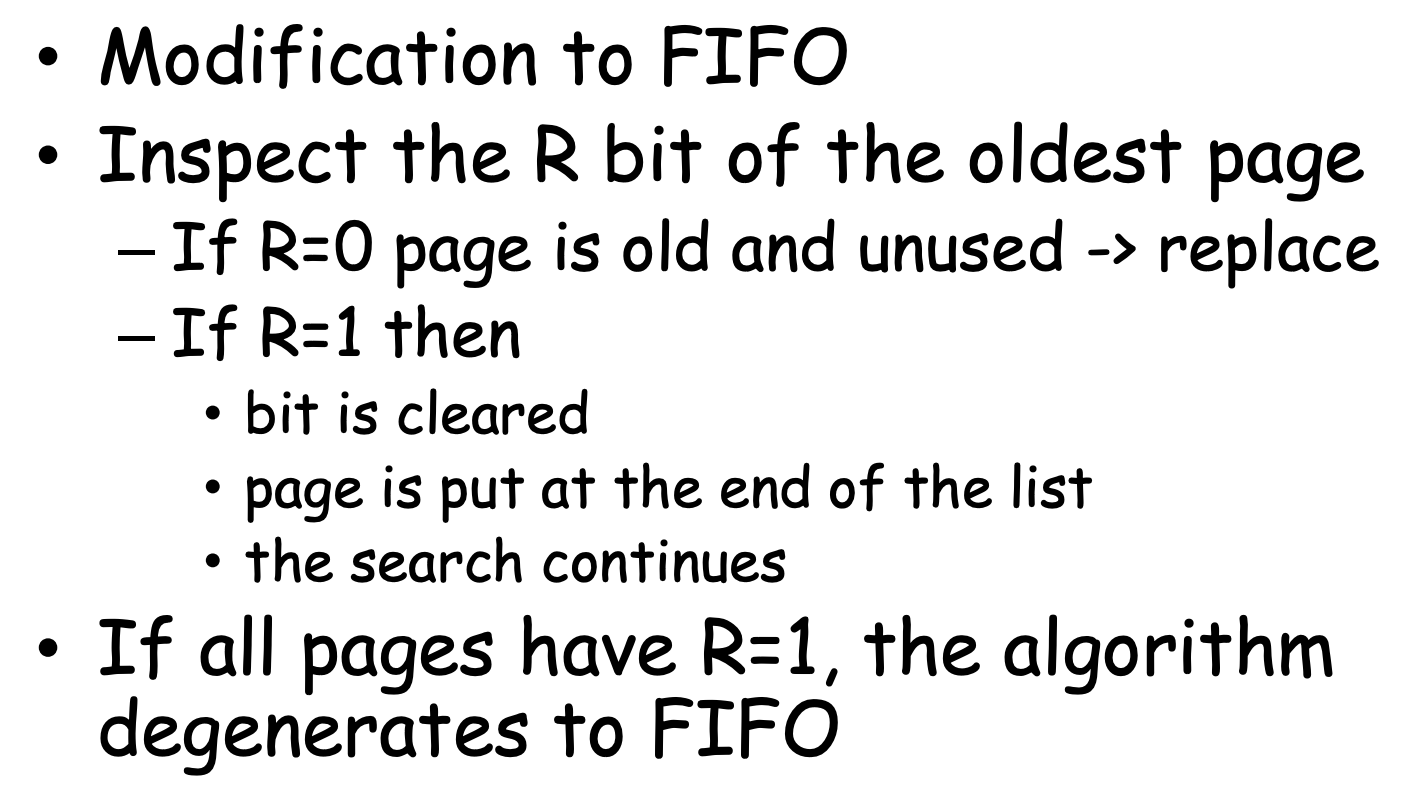 • Modification to FIFO
• Inspect the R bit of the oldest page
– If R=0 page is old and unused -> replace
– If R=1 then
• bit is cleared
• page is put at the end of the list
• the search continues
• If all pages have R=1, the algorithm
degenerates to FIFO